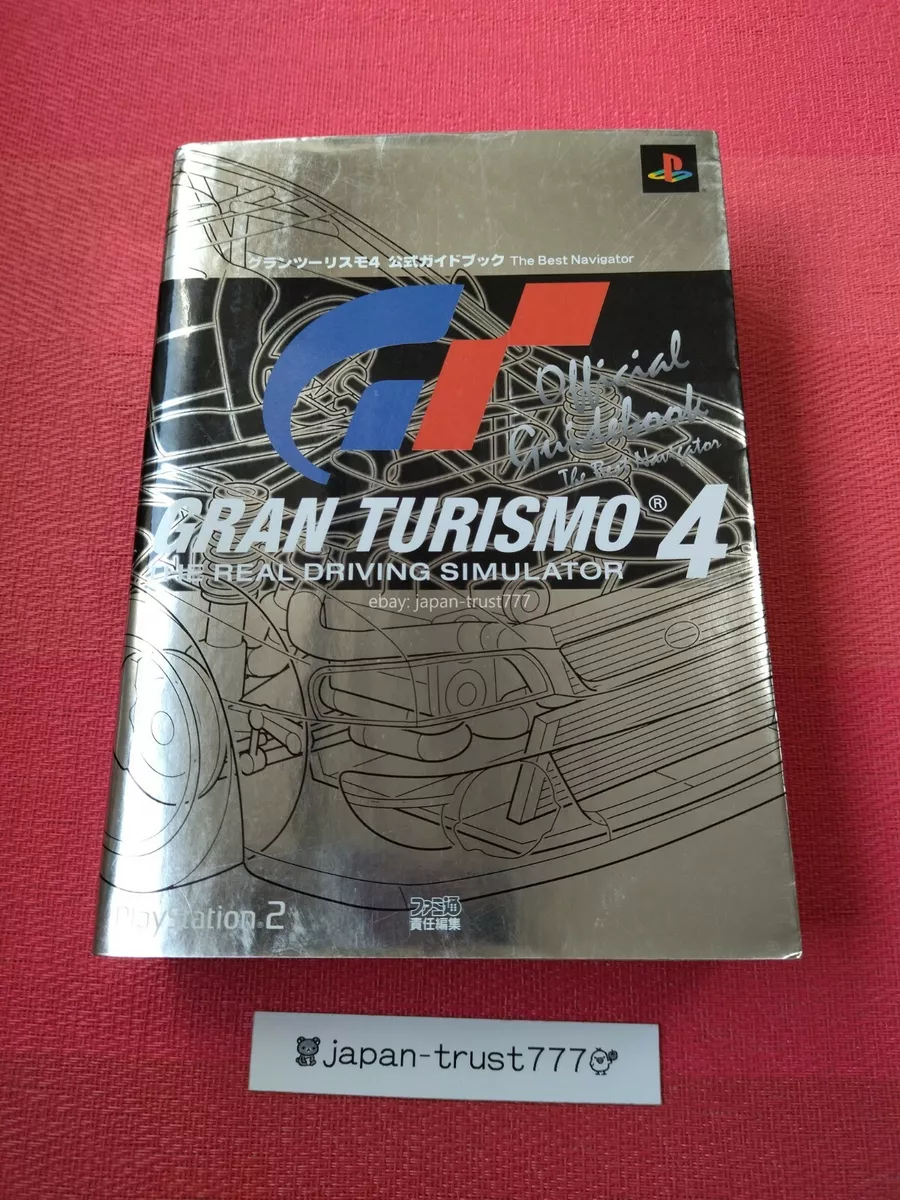 グランツーリスモ4 公式ガイドブック The Best Navigator
Official
Guidebook
The Best Navigator
GRAN TURISMO® 4
THE REAL DRIVING SIMULATOR
ebay: japan-trust777
PlayStation®2
ファミ通
責任編集
japan-trust777